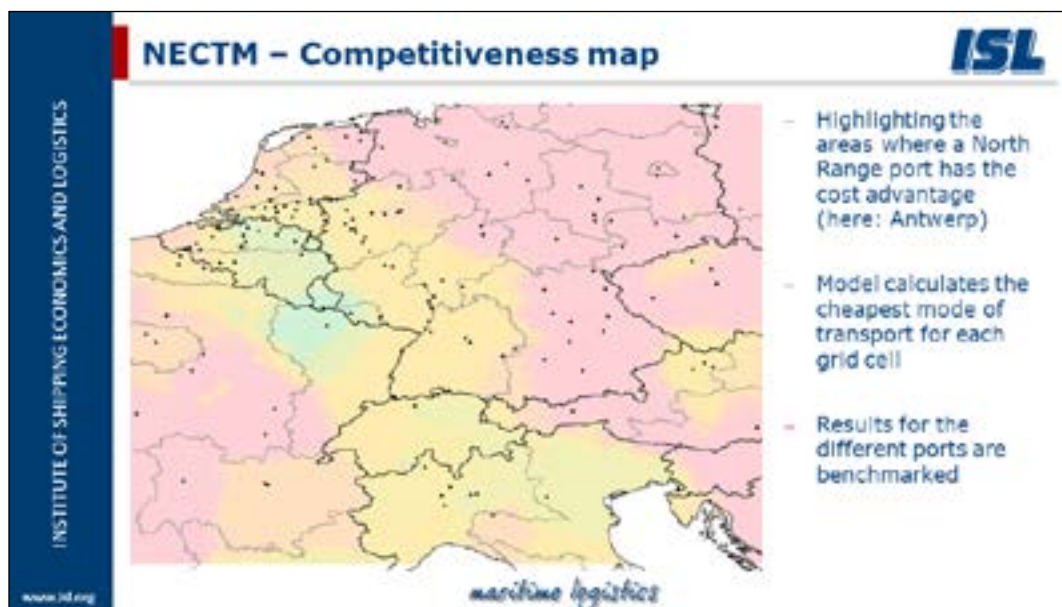 NECTM – Competitiveness map
ISL
INSTITUTE OF SHIPPING ECONOMICS AND LOGISTICS
– Highlighting the
areas where a North
Range port has the
cost advantage
(here: Antwerp)
– Model calculates the
cheapest mode of
transport for each
grid cell
– Results for the
different ports are
benchmarked
www.isl.org
maritime logistics